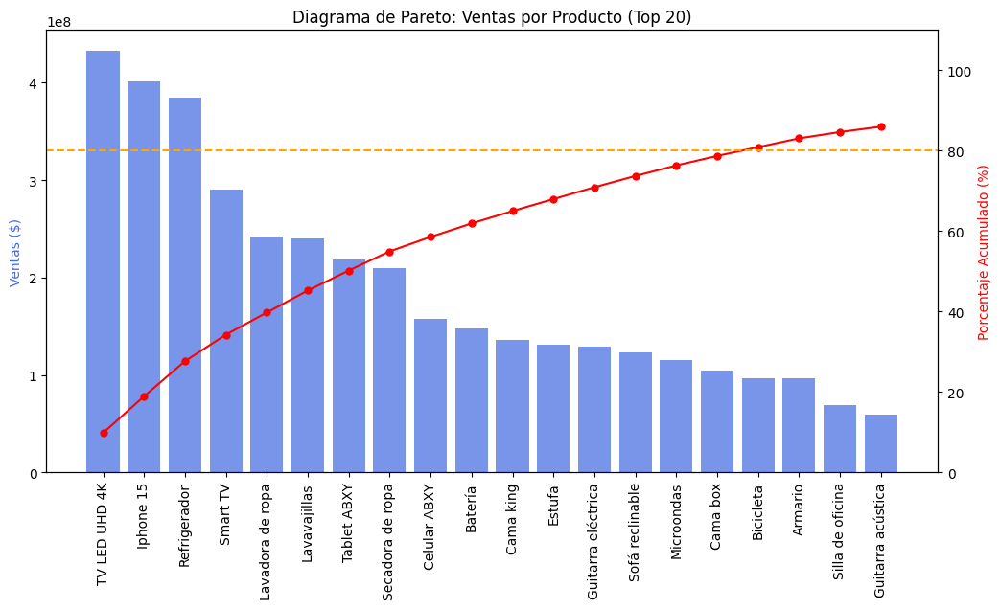 Diagrama de Pareto: Ventas por Producto (Top 20)
1e8
Ventas ($)
4
3
2
1
0
100
80
60
40
20
0
Porcentaje Acumulado (%)
TV LED UHD 4K
Iphone 15
Refrigerador
Smart TV
Lavadora de ropa
Lavavajillas
Tablet ABXY
Secadora de ropa
Celular ABXY
Batería
Cama king
Estufa
Guitarra eléctrica
Sofá reclinable
Microondas
Cama box
Bicicleta
Armario
Silla de oficina
Guitarra acústica